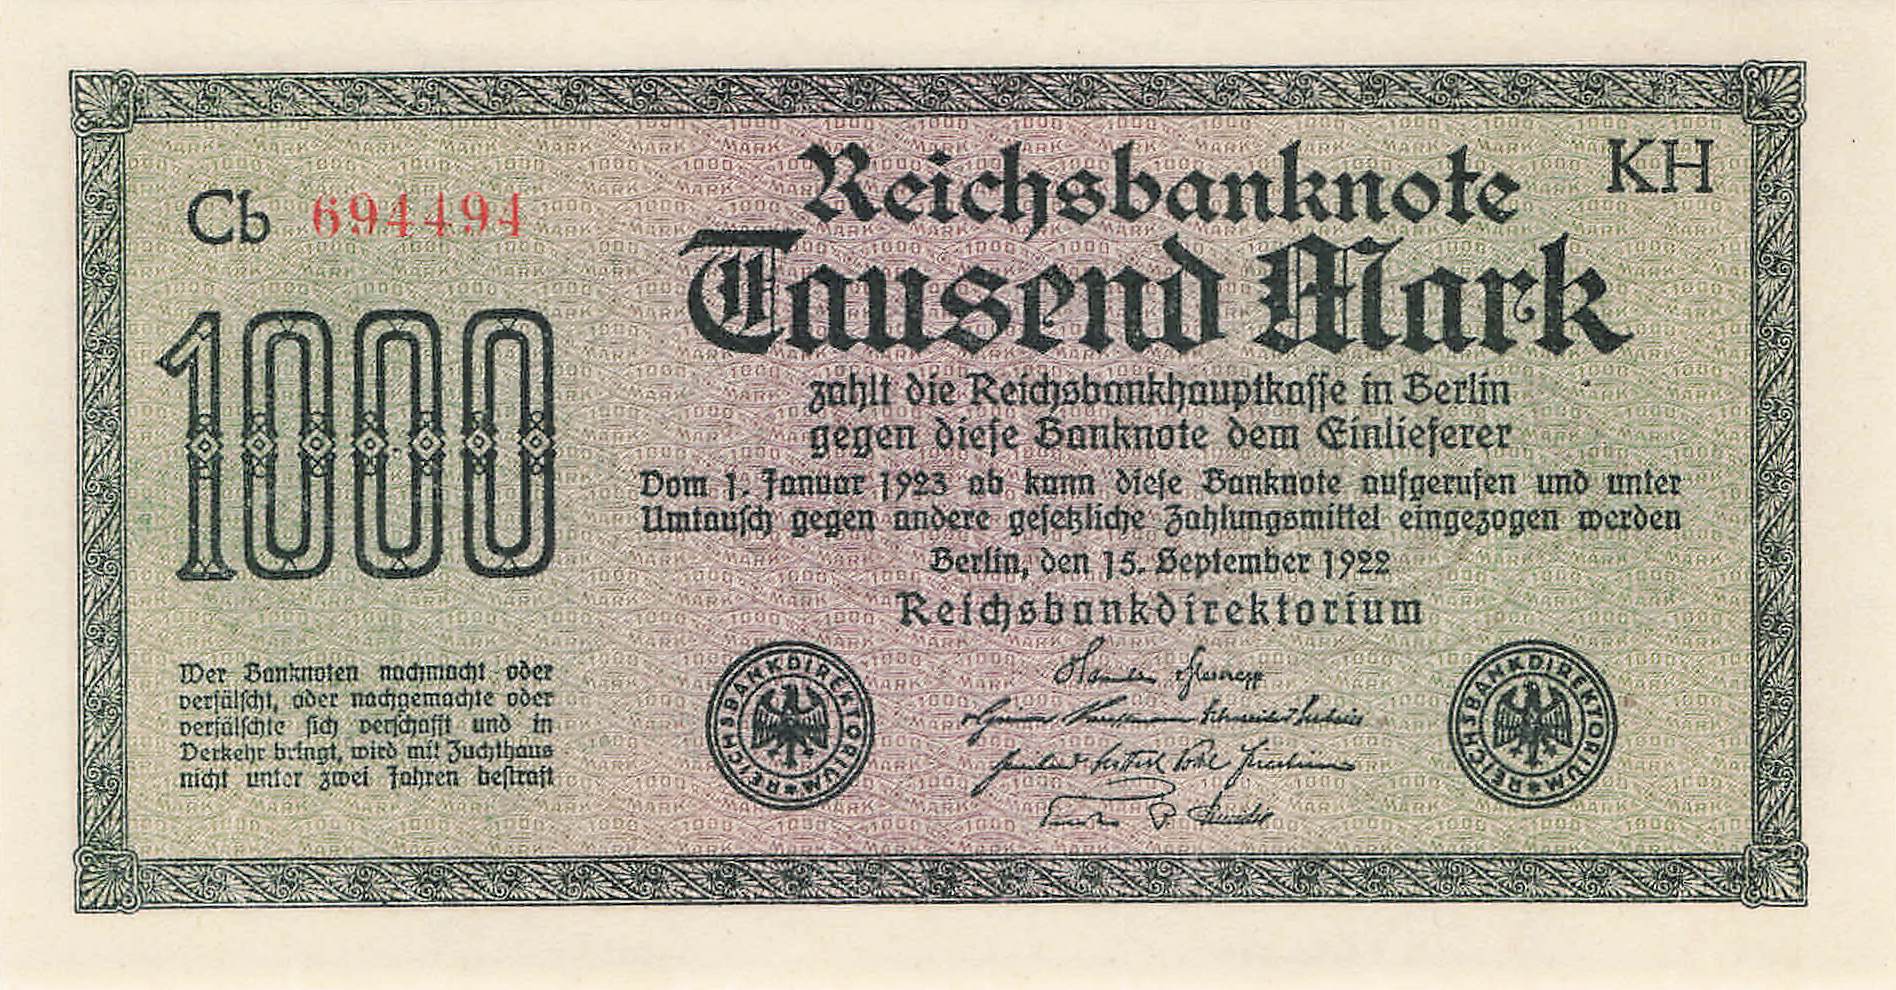 Cb 694494
KH
Reichsbanknote
Tausend Mark
1000
zahlt die Reichsbankhauptkasse in Berlin
gegen diese Banknote dem Einlieferer
Vom 1. Januar 1923 ab kann diese Banknote aufgerufen und unter
Umtausch gegen andere gesetzliche Zahlungsmittel eingezogen werden
Berlin, den 15. September 1922
Reichsbankdirektorium
Wer Banknoten nachmacht oder
verfälscht, oder nachgemachte oder
verfälschte sich verschafft und in
Verkehr bringt, wird mit Zuchthaus
nicht unter zwei Jahren bestraft
REICHSBANKDIREKTORIUM
REICHSBANKDIREKTORIUM